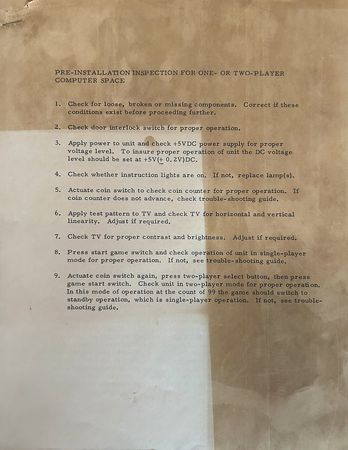 PRE-INSTALLATION INSPECTION FOR ONE- OR TWO-PLAYER
COMPUTER SPACE
1. Check for loose, broken or missing components. Correct if these
conditions exist before proceeding further.
2. Check door interlock switch for proper operation.
3. Apply power to unit and check +5VDC power supply for proper
voltage level. To insure proper operation of unit the DC voltage
level should be set at +5V(± 0.2V)DC.
4. Check whether instruction lights are on. If not, replace lamp(s).
5. Actuate coin switch to check coin counter for proper operation. If
coin counter does not advance, check trouble-shooting guide.
6. Apply test pattern to TV and check TV for horizontal and vertical
linearity. Adjust if required.
7. Check TV for proper contrast and brightness. Adjust if required.
8. Press start game switch and check operation of unit in single-player
mode for proper operation. If not, see trouble-shooting guide.
9. Actuate coin switch again, press two-player select button, then press
game start switch. Check unit in two-player mode for proper operation.
In this mode of operation at the count of 99 the game should switch to
standby operation, which is single-player operation. If not, see trouble-
shooting guide.